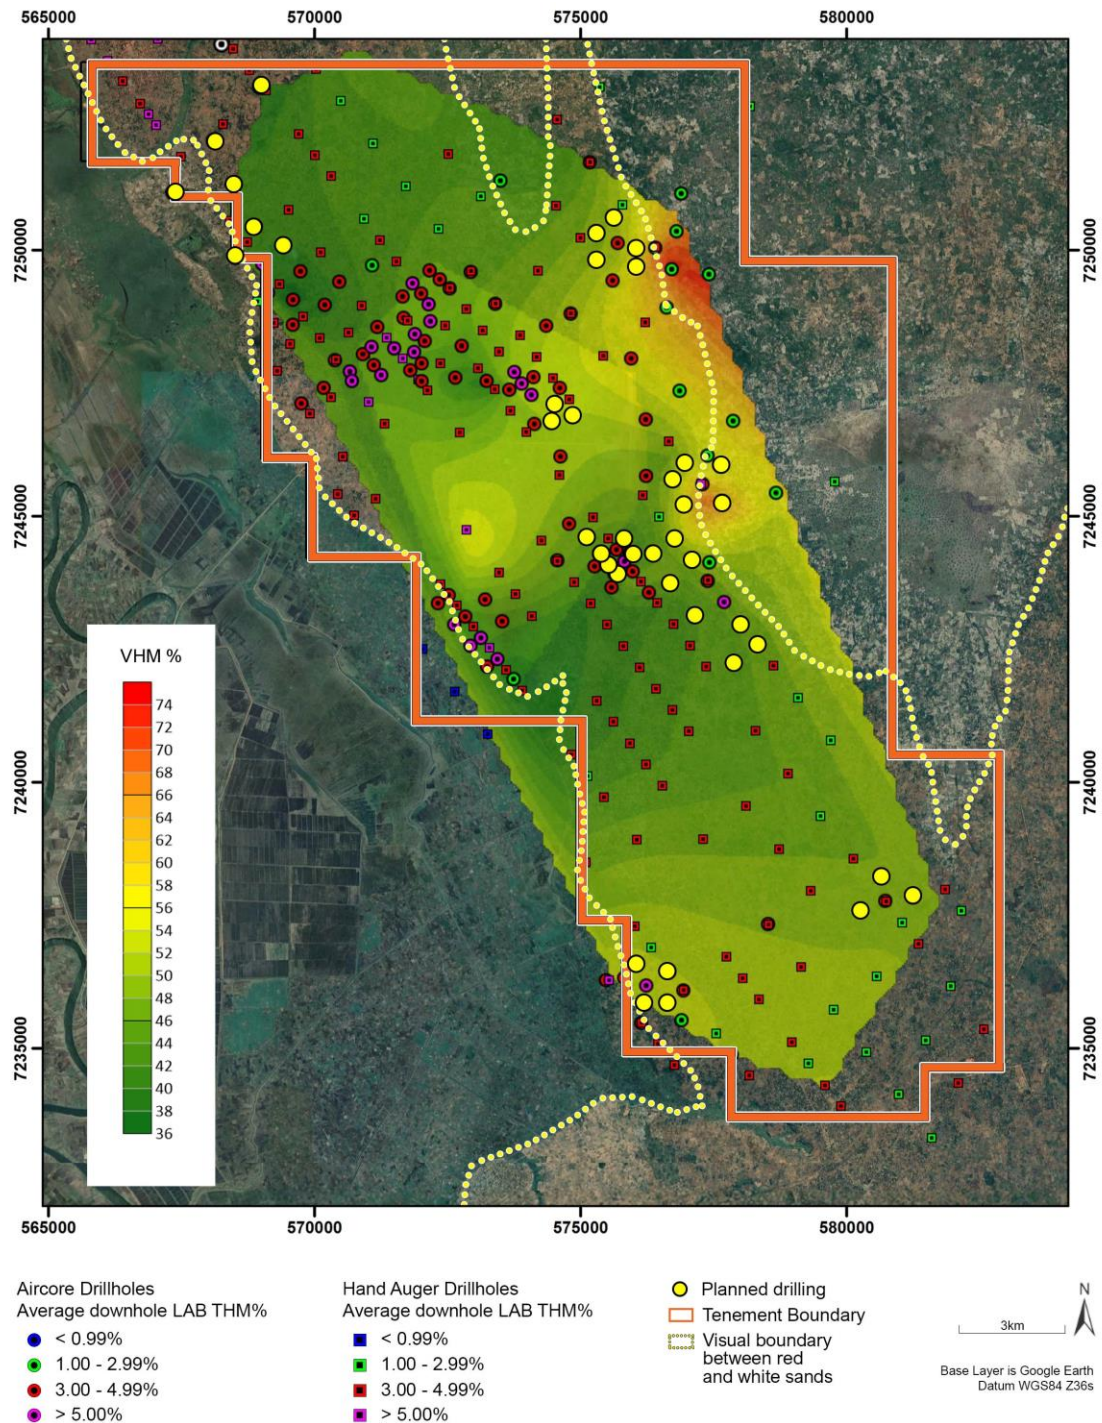 565000
570000
575000
580000
7250000
7250000
7245000
7245000
7240000
7240000
7235000
7235000
VHM %
74
72
70
68
66
64
62
60
58
56
54
52
50
48
46
44
42
40
38
36
565000
570000
575000
580000
Aircore Drillholes
Average downhole LAB THM%
< 0.99%
1.00 - 2.99%
3.00 - 4.99%
> 5.00%
Hand Auger Drillholes
Average downhole LAB THM%
< 0.99%
1.00 - 2.99%
3.00 - 4.99%
> 5.00%
Planned drilling
Tenement Boundary
Visual boundary
between red
and white sands
N
3km
Base Layer is Google Earth
Datum WGS84 Z36s